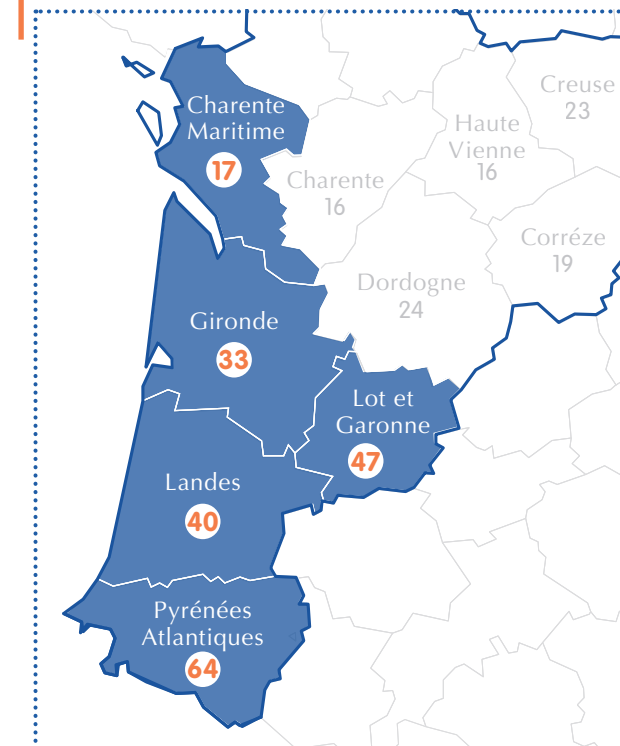 Charente
Maritime
17
Creuse
23
Haute
Vienne
16
Charente
16
Corréze
19
Dordogne
24
Gironde
33
Lot et
Garonne
47
Landes
40
Pyrénées
Atlantiques
64